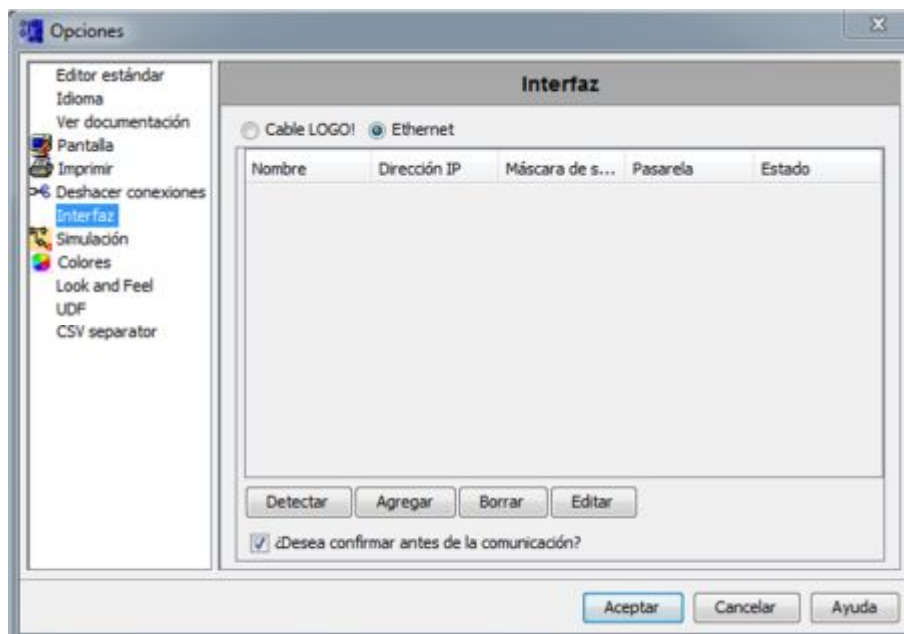 Opciones
Editor estándar
Idioma
Ver documentación
Pantalla
Imprimir
Deshacer conexiones
Interfaz
Simulación
Colores
Look and Feel
UDF
CSV separator
Interfaz
Cable LOGO! Ethernet
Nombre Dirección IP Máscara de s... Pasarela Estado
Detectar Agregar Borrar Editar
¿Desea confirmar antes de la comunicación?
Aceptar Cancelar Ayuda